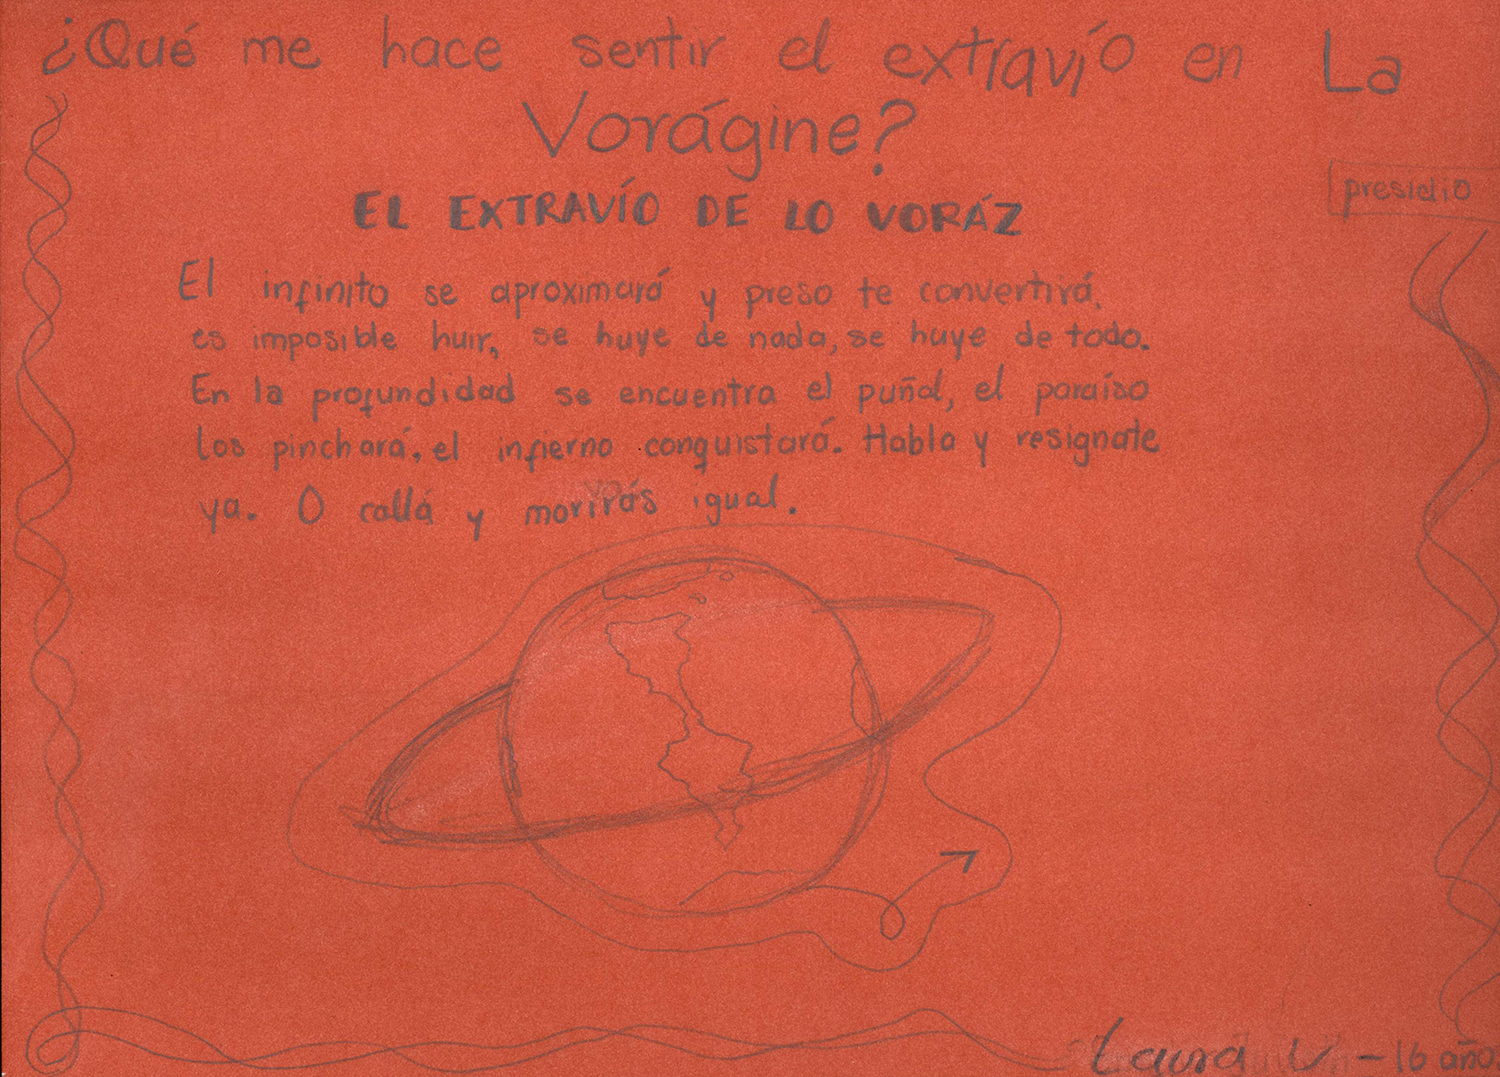 ¿Qué me hace sentir el extravío en La
Vorágine?
presidio
EL EXTRAVÍO DE LO VORÁZ
El infinito se aproximará y preso te convertirá,
es imposible huir, se huye de nada, se huye de todo.
En la profundidad se encuentra el puñal, el paraíso
los pinchará, el infierno conquistará. Habla y resignate
ya. O callá y morirás igual.
Laura V - 16 años